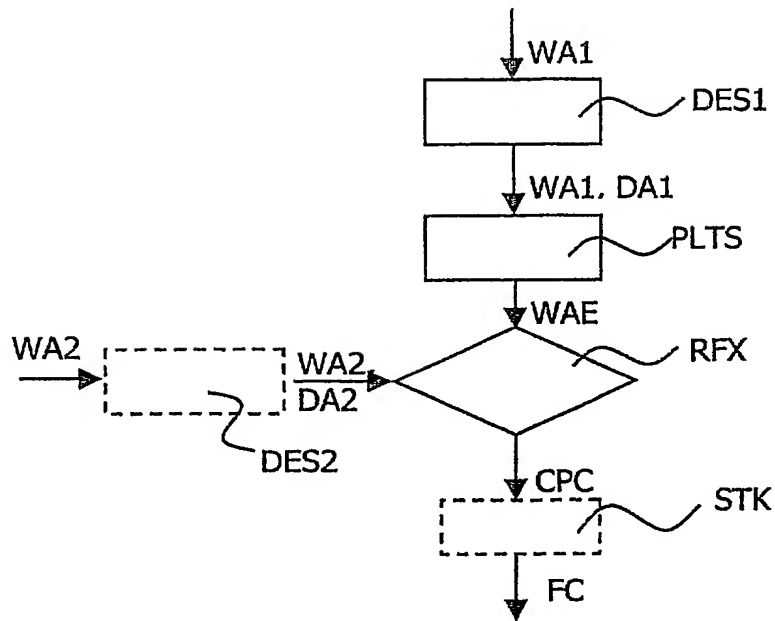 WA1
DES1
WA1, DA1
PLTS
WAE
RFX
WA2
WA2,
DA2
DES2
CPC
STK
FC